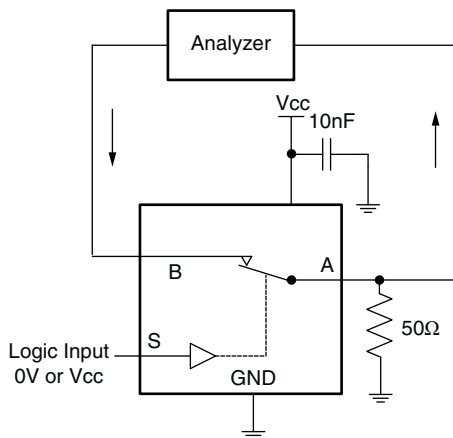 Analyzer
Vcc
10nF
B
A
S
Logic Input
0V or Vcc
GND
50Ω